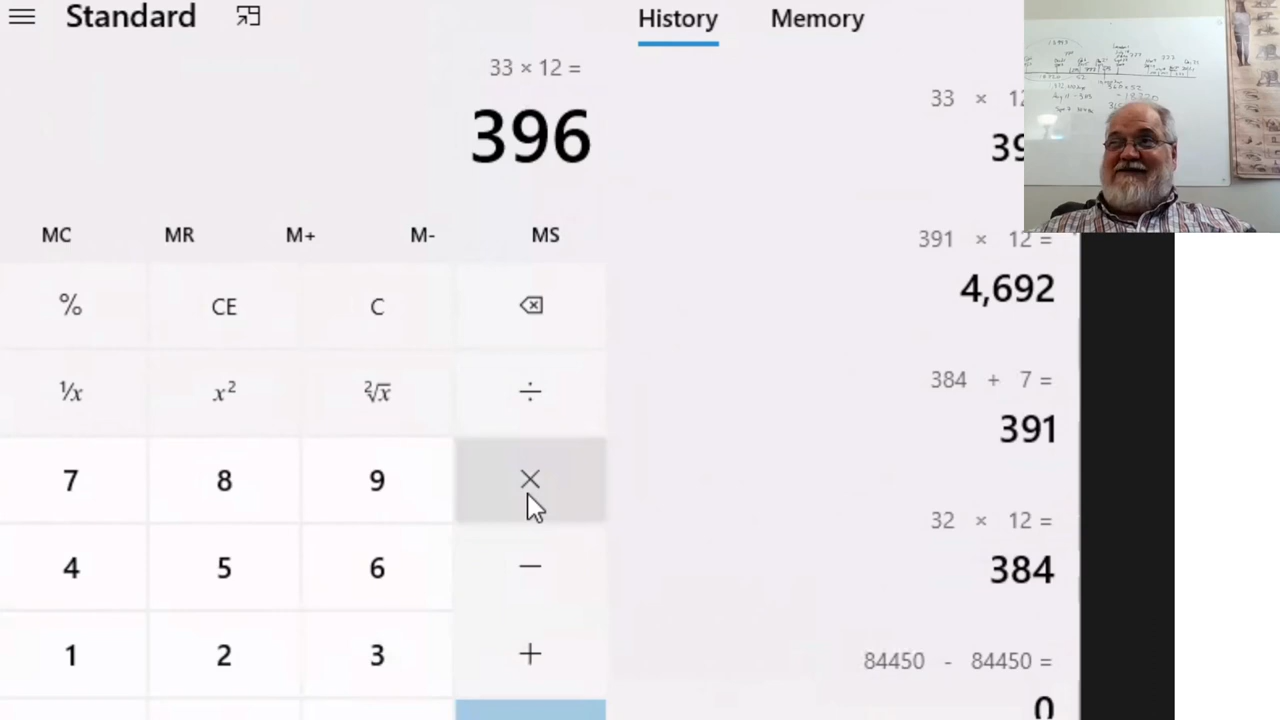 Standard
History
Memory
33 × 12 =
396
33 × 12
39
391 × 12 =
4,692
384 + 7 =
391
32 × 12 =
384
84450 - 84450 =
0
MC MR M+ M- MS
% CE C
⅟x x² ²√x ÷
7 8 9 ×
4 5 6 −
1 2 3 +